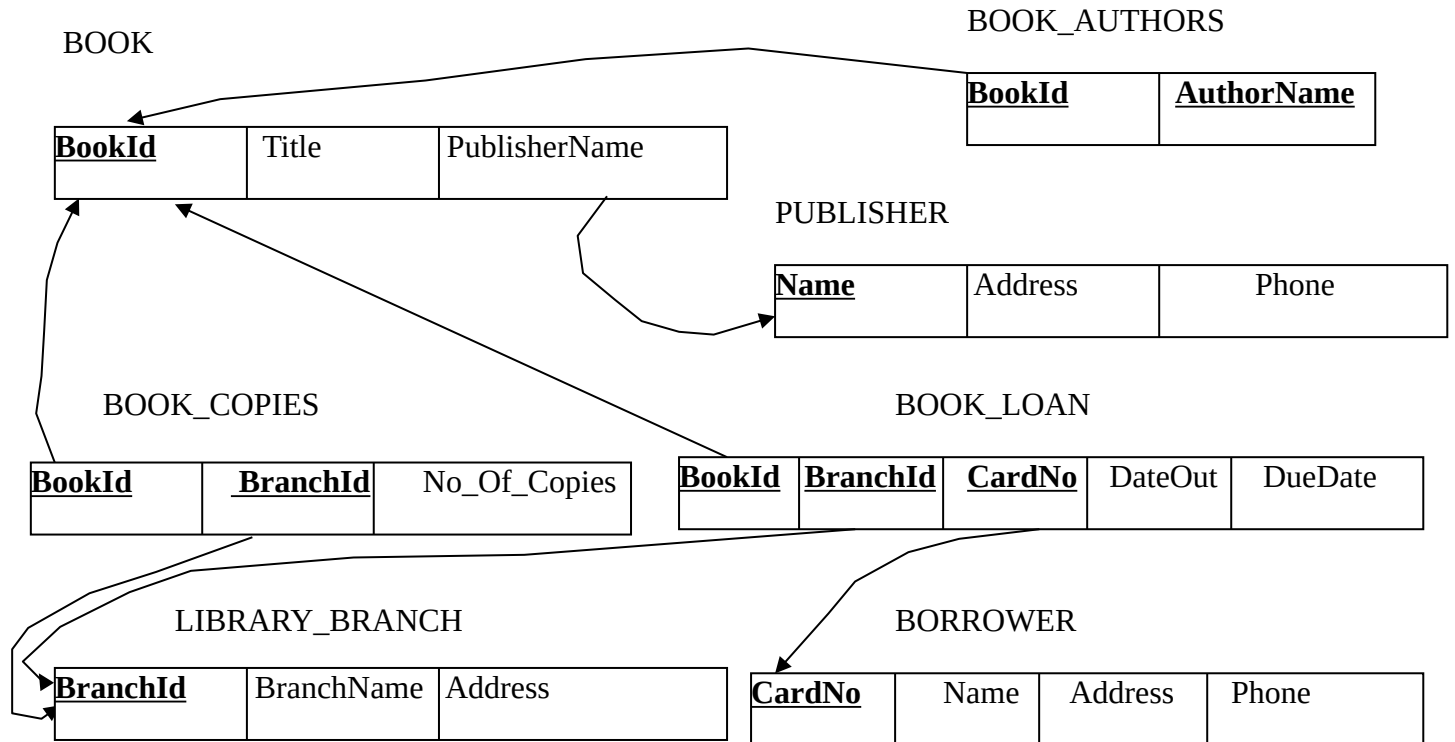 BOOK
BOOK_AUTHORS
BookId AuthorName
BookId Title PublisherName
PUBLISHER
Name Address Phone
BOOK_COPIES
BOOK_LOAN
BookId BranchId No_Of_Copies
BookId BranchId CardNo DateOut DueDate
LIBRARY_BRANCH
BORROWER
BranchId BranchName Address
CardNo Name Address Phone